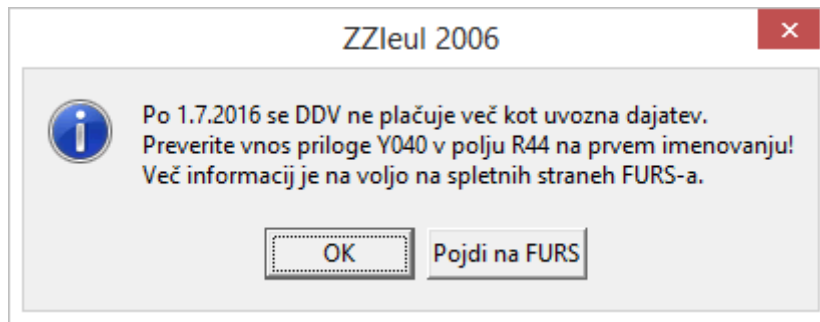 ZZIeul 2006
Po 1.7.2016 se DDV ne plačuje več kot uvozna dajatev.
Preverite vnos priloge Y040 v polju R44 na prvem imenovanju!
Več informacij je na voljo na spletnih straneh FURS-a.
OK
Pojdi na FURS